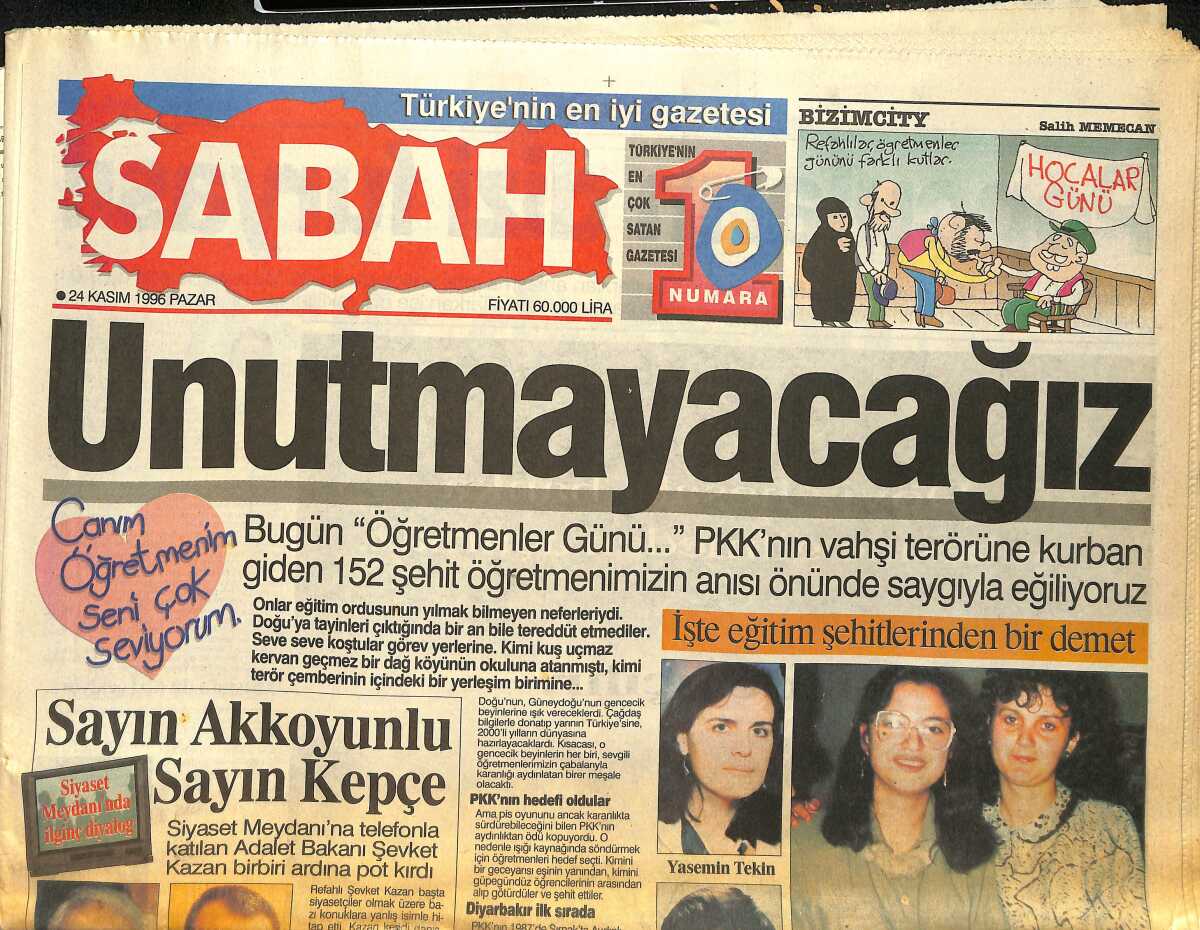 Türkiye'nin en iyi gazetesi
SABAH
TÜRKİYE'NİN
EN
ÇOK
SATAN
GAZETESİ
1
NUMARA
● 24 KASIM 1996 PAZAR
FİYATI 60.000 LİRA
BİZİMCİTY
Salih MEMECAN
Refahlılar, öğretmenler
gününü farklı kutlar.
HOCALAR
GÜNÜ
Unutmayacağız
Canım
Öğretmenim
seni çok
seviyorum.
Bugün “Öğretmenler Günü...” PKK’nın vahşi terörüne kurban
giden 152 şehit öğretmenimizin anısı önünde saygıyla eğiliyoruz
Onlar eğitim ordusunun yılmak bilmeyen neferleriydi.
Doğu’ya tayinleri çıktığında bir an bile tereddüt etmediler.
Seve seve koştular görev yerlerine. Kimi kuş uçmaz
kervan geçmez bir dağ köyünün okuluna atanmıştı, kimi
terör çemberinin içindeki bir yerleşim birimine...
Doğu’nun, Güneydoğu’nun gencecik
beyinlerine ışık vereceklerdi. Çağdaş
bilgilerle donatıp yarının Türkiye’sine,
2000’li yılların dünyasına
hazırlayacaklardı. Kısacası, o
gencecik beyinlerin her biri, sevgili
öğretmenlerimizin çabalarıyla
karanlığı aydınlatan birer meşale
olacaktı.
PKK’nın hedefi oldular
Ama pis oyununu ancak karanlıkta
sürdürebileceğini bilen PKK’nın
aydınlıktan ödü kopuyordu. O
nedenle ışığı kaynağında söndürmek
için öğretmenleri hedef seçti. Kimini
bir geceyarısı eşinin yanından, kimini
güpegündüz öğrencilerinin arasından
alıp götürdüler ve şehit ettiler.
Diyarbakır ilk sırada
PKK’nın 1987’de Şırnak’ta
İşte eğitim şehitlerinden bir demet
Yasemin Tekin
Sayın Akkoyunlu
Sayın Kepçe
Siyaset
Meydanı'nda
ilginç diyalog
Siyaset Meydanı’na telefonla
katılan Adalet Bakanı Şevket
Kazan birbiri ardına pot kırdı
Refahlı Şevket Kazan başta
siyasetçiler olmak üzere ba-
zı konuklara yanlış isimle hi-
tap etti. Kazan